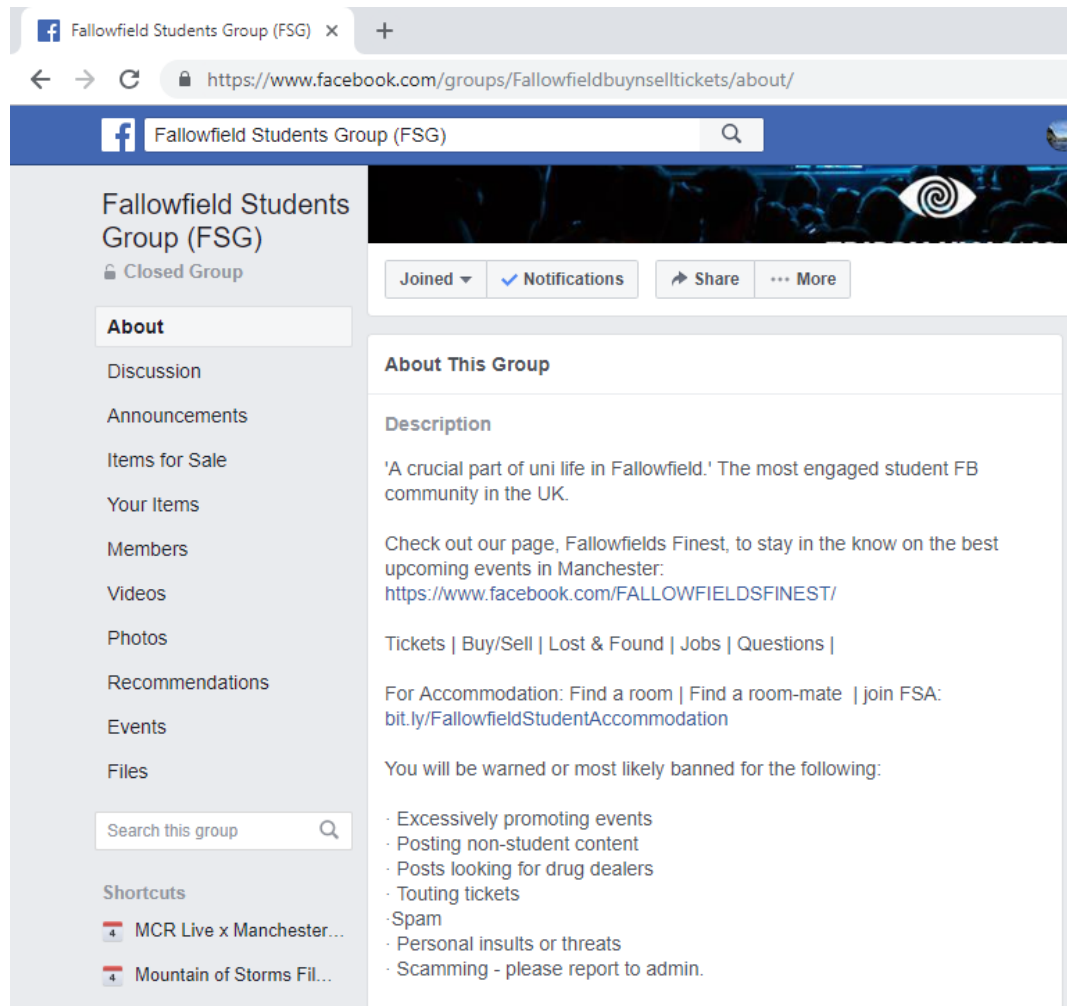 Fallowfield Students Group (FSG)
https://www.facebook.com/groups/Fallowfieldbuynselltickets/about/
Fallowfield Students Group (FSG)
Fallowfield Students
Group (FSG)
Closed Group
About
Discussion
Announcements
Items for Sale
Your Items
Members
Videos
Photos
Recommendations
Events
Files
Search this group
Shortcuts
MCR Live x Manchester...
Mountain of Storms Fil...
Joined
Notifications
Share
More
About This Group
Description
'A crucial part of uni life in Fallowfield.' The most engaged student FB
community in the UK.
Check out our page, Fallowfields Finest, to stay in the know on the best
upcoming events in Manchester:
https://www.facebook.com/FALLOWFIELDSFINEST/
Tickets | Buy/Sell | Lost & Found | Jobs | Questions |
For Accommodation: Find a room | Find a room-mate | join FSA:
bit.ly/FallowfieldStudentAccommodation
You will be warned or most likely banned for the following:
· Excessively promoting events
· Posting non-student content
· Posts looking for drug dealers
· Touting tickets
·Spam
· Personal insults or threats
· Scamming - please report to admin.